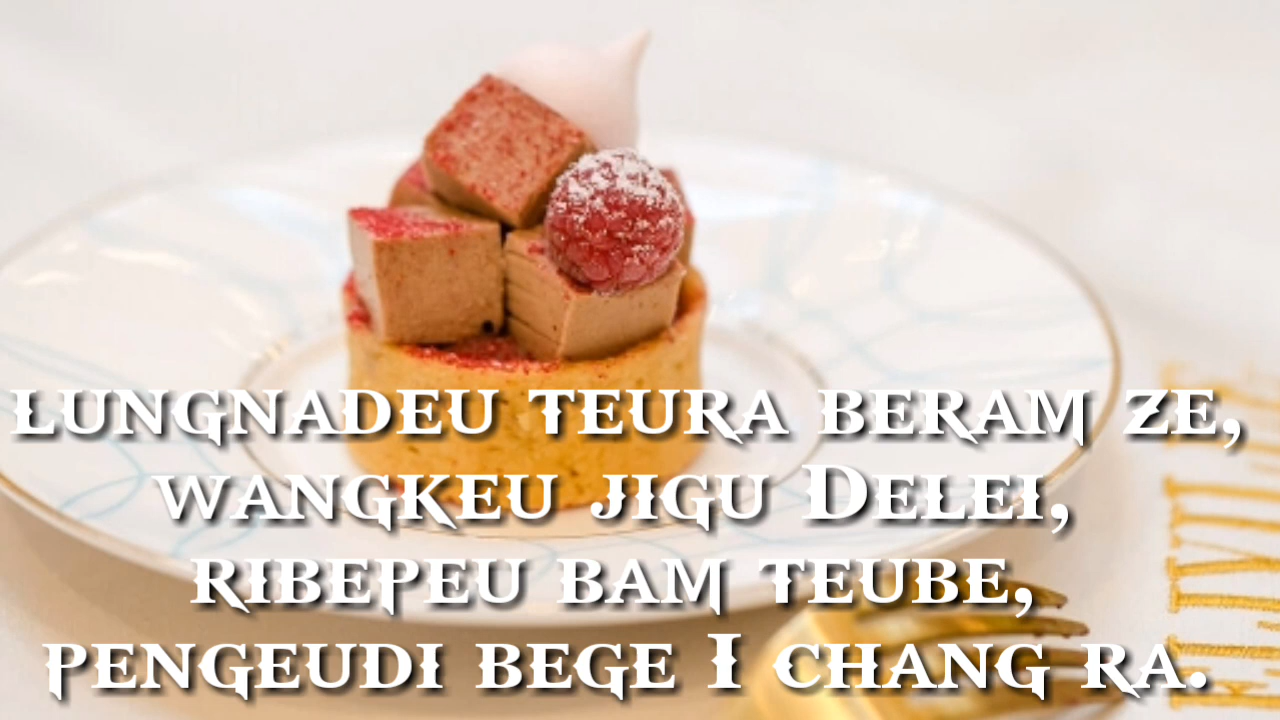 lungnadeu teura beram ze,
wangkeu jigu Delei,
ribepeu bam teube,
pengeudi bege I chang ra.